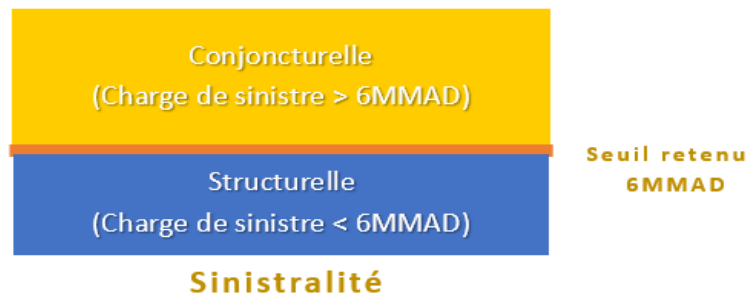 Conjoncturelle
(Charge de sinistre > 6MMAD)
Seuil retenu
6MMAD
Structurelle
(Charge de sinistre < 6MMAD)
Sinistralité